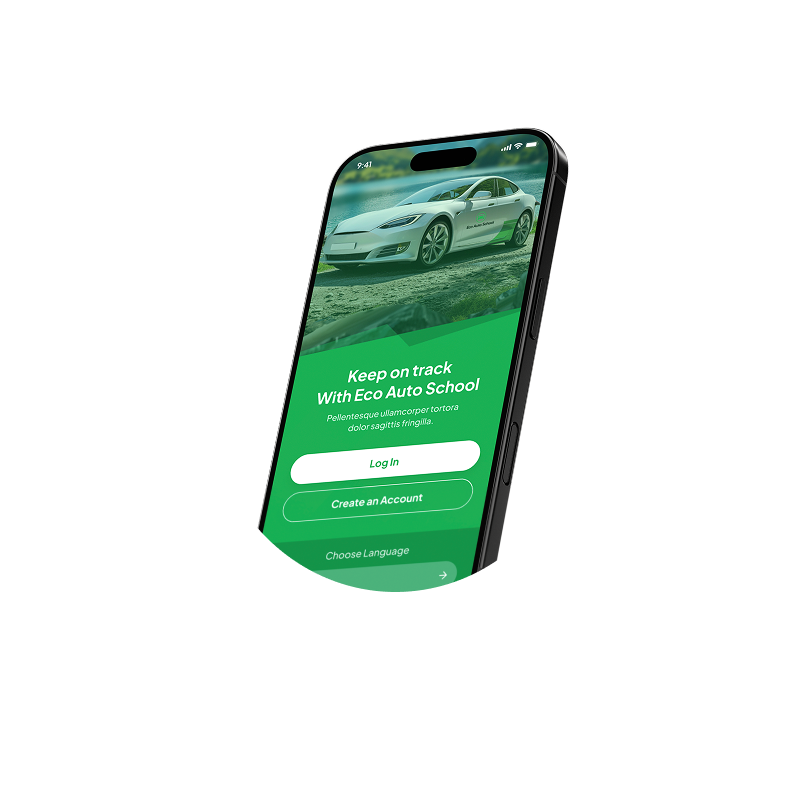 9:41
Eco Auto School
Keep on track
With Eco Auto School
Pellentesque ullamcorper tortora
dolor sagittis fringilla.
Log In
Create an Account
Choose Language